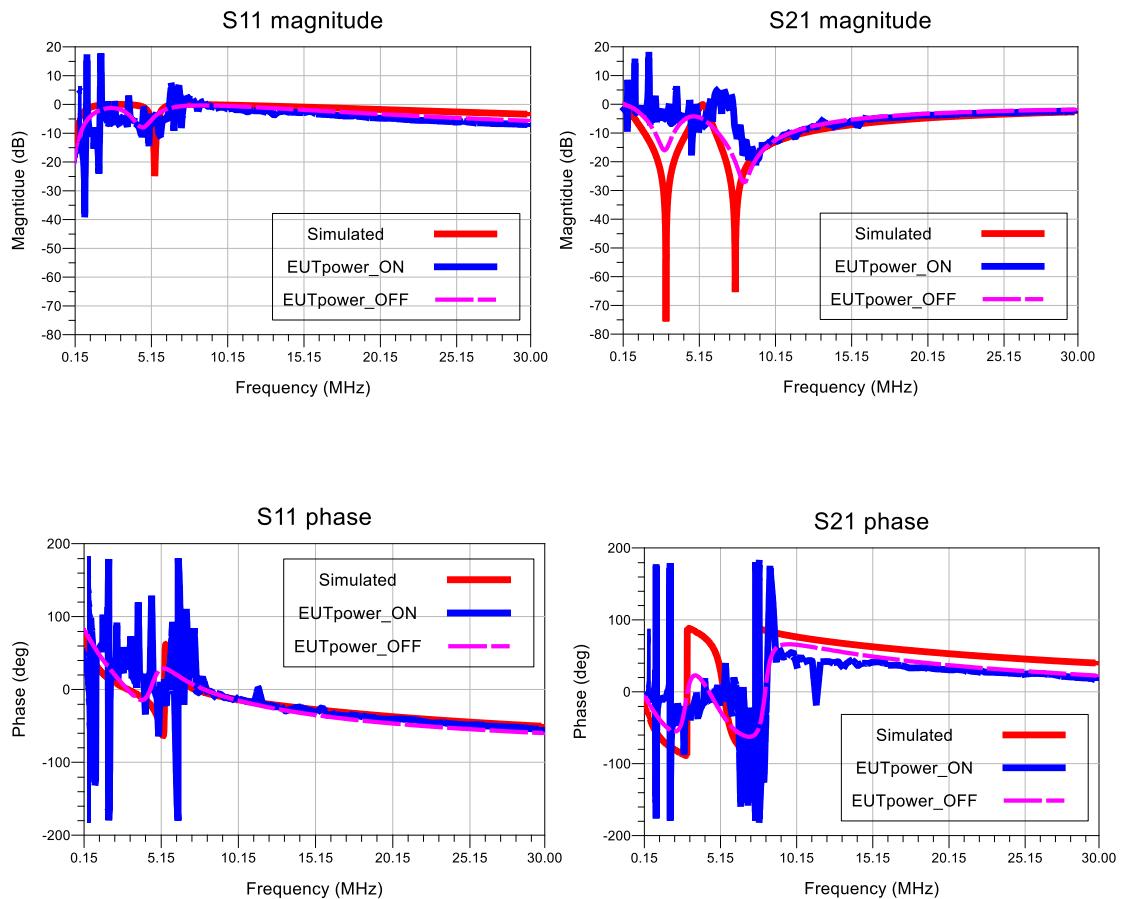 S11 magnitude
20
10
0
-10
-20
-30
-40
-50
-60
-70
-80
Magntidue (dB)
Simulated
EUTpower_ON
EUTpower_OFF
0.15
5.15
10.15
15.15
20.15
25.15
30.00
Frequency (MHz)
S21 magnitude
20
10
0
-10
-20
-30
-40
-50
-60
-70
-80
Magntidue (dB)
Simulated
EUTpower_ON
EUTpower_OFF
0.15
5.15
10.15
15.15
20.15
25.15
30.00
Frequency (MHz)
S11 phase
200
100
0
-100
-200
Phase (deg)
Simulated
EUTpower_ON
EUTpower_OFF
0.15
5.15
10.15
15.15
20.15
25.15
30.00
Frequency (MHz)
S21 phase
200
100
0
-100
-200
Phase (deg)
Simulated
EUTpower_ON
EUTpower_OFF
0.15
5.15
10.15
15.15
20.15
25.15
30.00
Frequency (MHz)